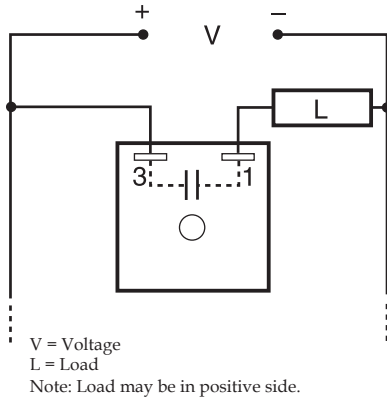 + V –
L
3 1
V = Voltage
L = Load
Note: Load may be in positive side.